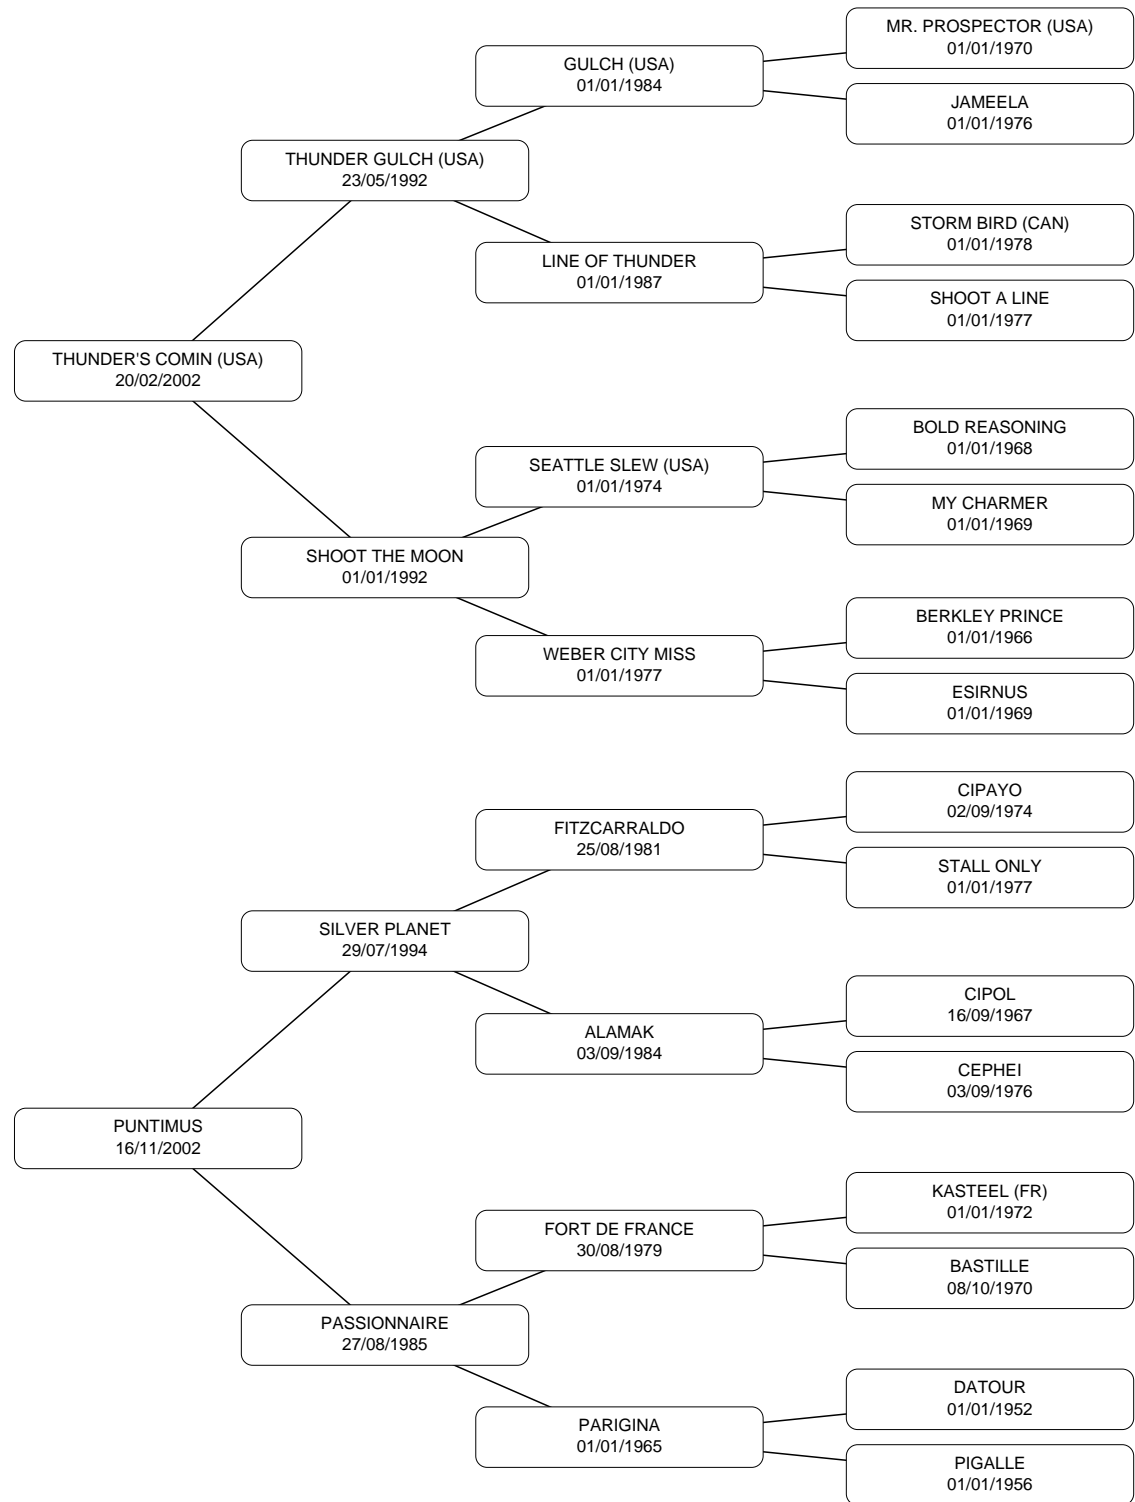 MR. PROSPECTOR (USA)
01/01/1970
GULCH (USA)
01/01/1984
JAMEELA
01/01/1976
THUNDER GULCH (USA)
23/05/1992
STORM BIRD (CAN)
01/01/1978
LINE OF THUNDER
01/01/1987
SHOOT A LINE
01/01/1977
THUNDER'S COMIN (USA)
20/02/2002
BOLD REASONING
01/01/1968
SEATTLE SLEW (USA)
01/01/1974
MY CHARMER
01/01/1969
SHOOT THE MOON
01/01/1992
BERKLEY PRINCE
01/01/1966
WEBER CITY MISS
01/01/1977
ESIRNUS
01/01/1969
CIPAYO
02/09/1974
FITZCARRALDO
25/08/1981
STALL ONLY
01/01/1977
SILVER PLANET
29/07/1994
CIPOL
16/09/1967
ALAMAK
03/09/1984
CEPHEI
03/09/1976
PUNTIMUS
16/11/2002
KASTEEL (FR)
01/01/1972
FORT DE FRANCE
30/08/1979
BASTILLE
08/10/1970
PASSIONNAIRE
27/08/1985
DATOUR
01/01/1952
PARIGINA
01/01/1965
PIGALLE
01/01/1956